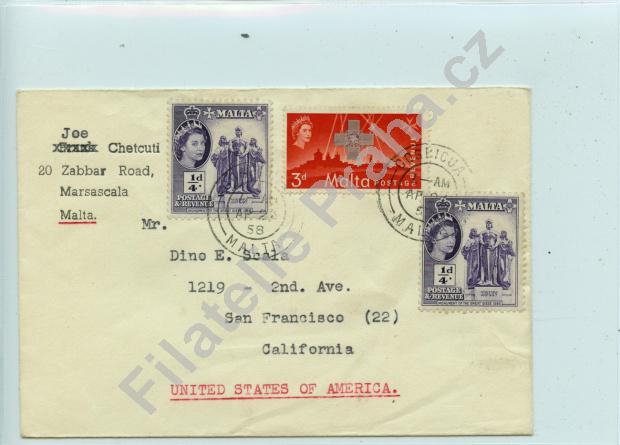 Joe
Chetcuti
20 Zabbar Road,
Marsascala
Malta.
Mr.
Dino E. Scala
1219 - 2nd. Ave.
San Francisco (22)
California
UNITED STATES OF AMERICA.
MALTA
1/4d
POSTAGE
& REVENUE
3d Malta POSTAGE
MALTA
1/4d
POSTAGE
& REVENUE
58
MALTA
AM
Filatelie Praha.cz